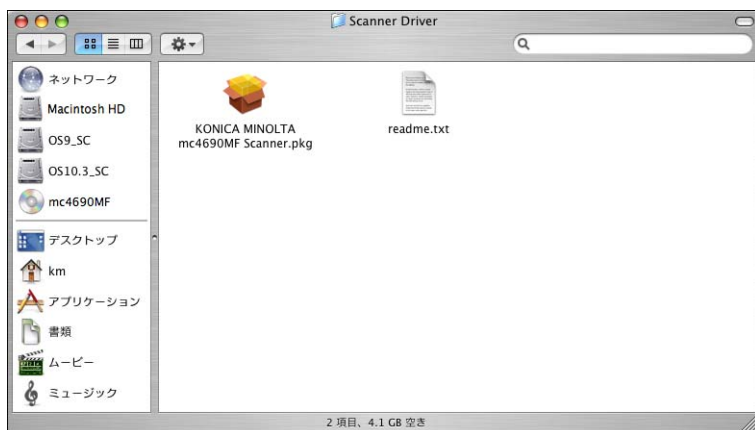 Scanner Driver
ネットワーク
Macintosh HD
OS9_SC
OS10.3_SC
mc4690MF
デスクトップ
km
アプリケーション
書類
ムービー
ミュージック
KONICA MINOLTA
mc4690MF Scanner.pkg
readme.txt
2 項目、4.1 GB 空き